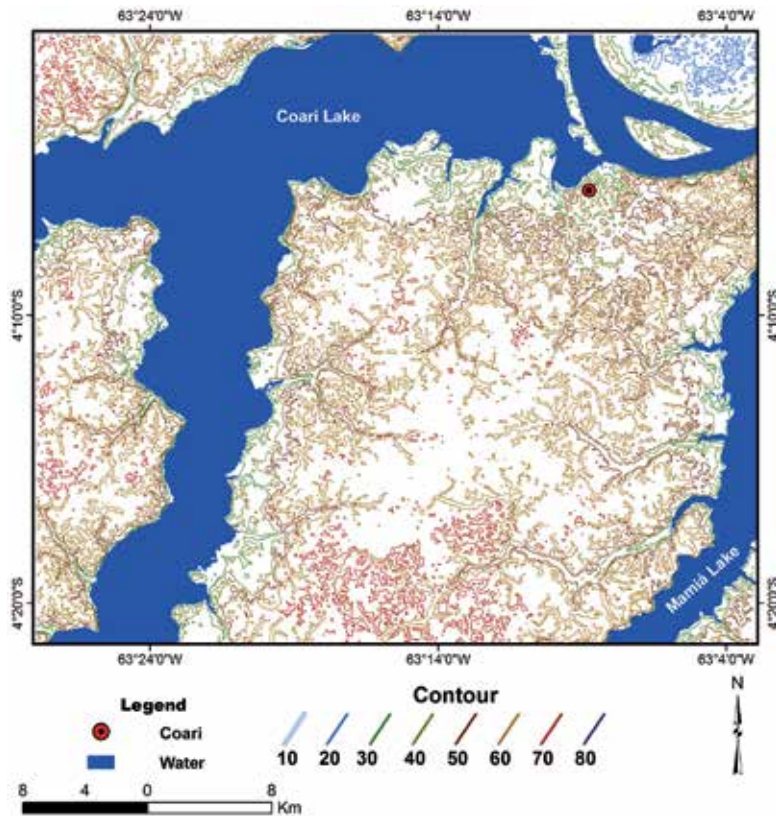 63°24'0"W 63°14'0"W 63°4'0"W
Coari Lake
4°10'0"S 4°10'0"S
4°20'0"S 4°20'0"S
Mamiá Lake
63°24'0"W 63°14'0"W 63°4'0"W
Legend
Coari
Water
Contour
10 20 30 40 50 60 70 80
N
8 4 0 8
Km